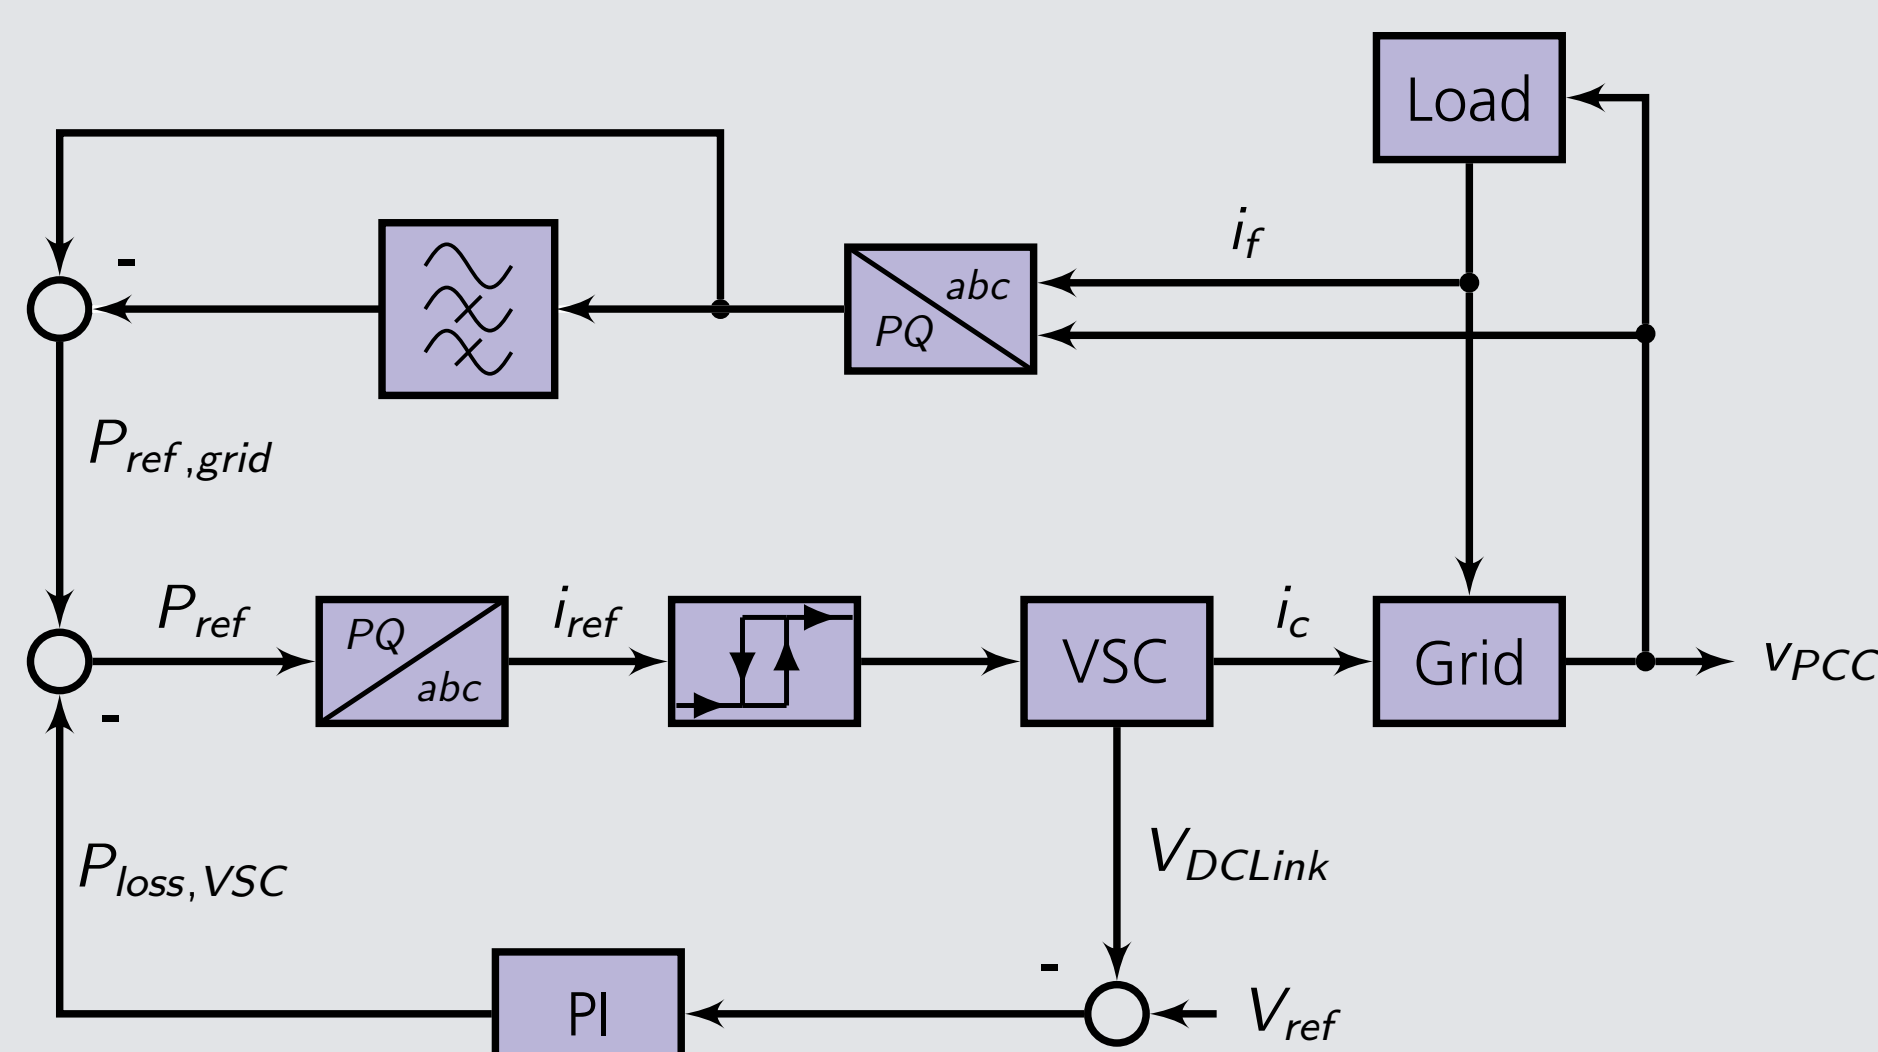 Load
i_f
-
abc
PQ
P_ref,grid
P_ref
PQ
abc
i_ref
VSC
i_c
Grid
v_PCC
-
P_loss,VSC
V_DCLink
-
PI
V_ref